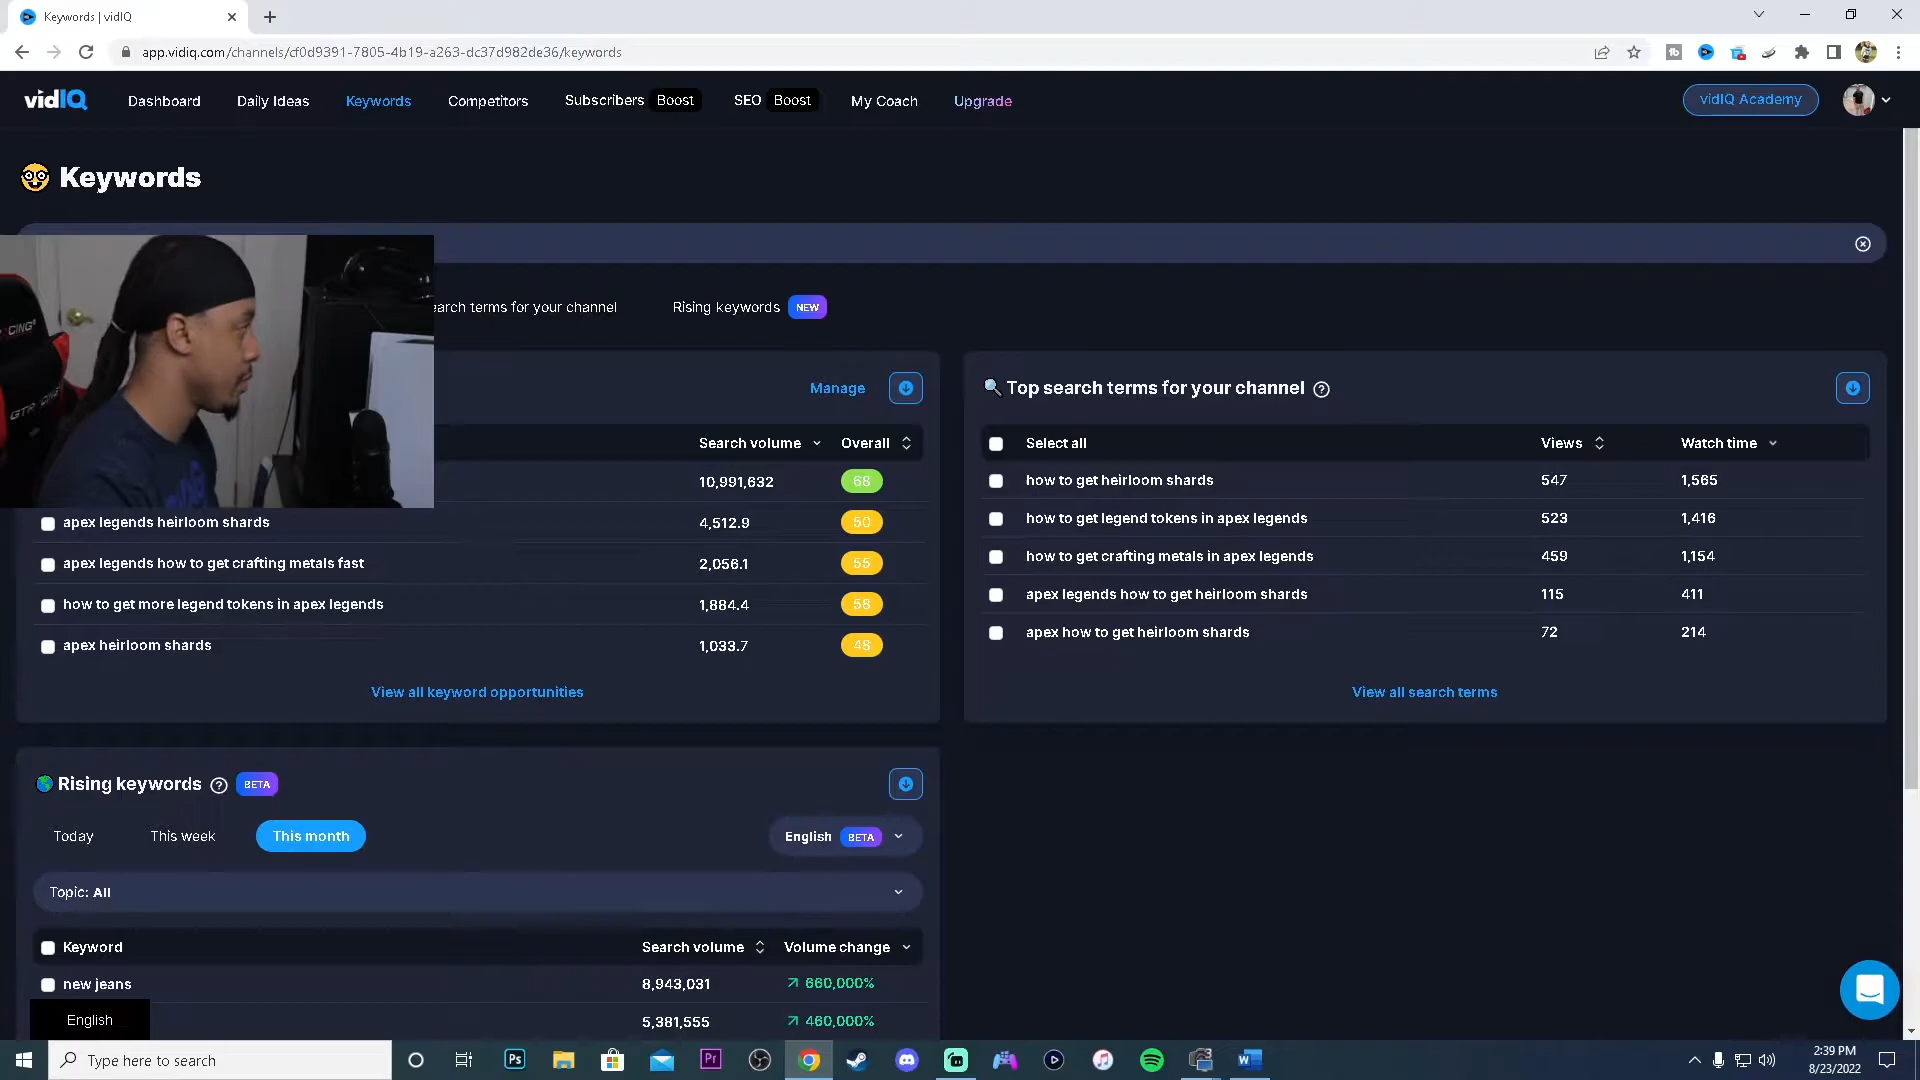 Keywords | vidIQ
app.vidiq.com/channels/cf0d9391-7805-4b19-a263-dc37d982de36/keywords
vidIQ Dashboard Daily Ideas Keywords Competitors Subscribers Boost SEO Boost My Coach Upgrade vidIQ Academy
Keywords
earch terms for your channel Rising keywords NEW
Manage
Search volume Overall
10,991,632 68
apex legends heirloom shards 4,512.9 50
apex legends how to get crafting metals fast 2,056.1 55
how to get more legend tokens in apex legends 1,884.4 58
apex heirloom shards 1,033.7 48
View all keyword opportunities
Top search terms for your channel
Select all Views Watch time
how to get heirloom shards 547 1,565
how to get legend tokens in apex legends 523 1,416
how to get crafting metals in apex legends 459 1,154
apex legends how to get heirloom shards 115 411
apex how to get heirloom shards 72 214
View all search terms
Rising keywords BETA
Today This week This month English BETA
Topic: All
Keyword Search volume Volume change
new jeans 8,943,031 660,000%
English 5,381,555 460,000%
Type here to search
2:39 PM
8/23/2022